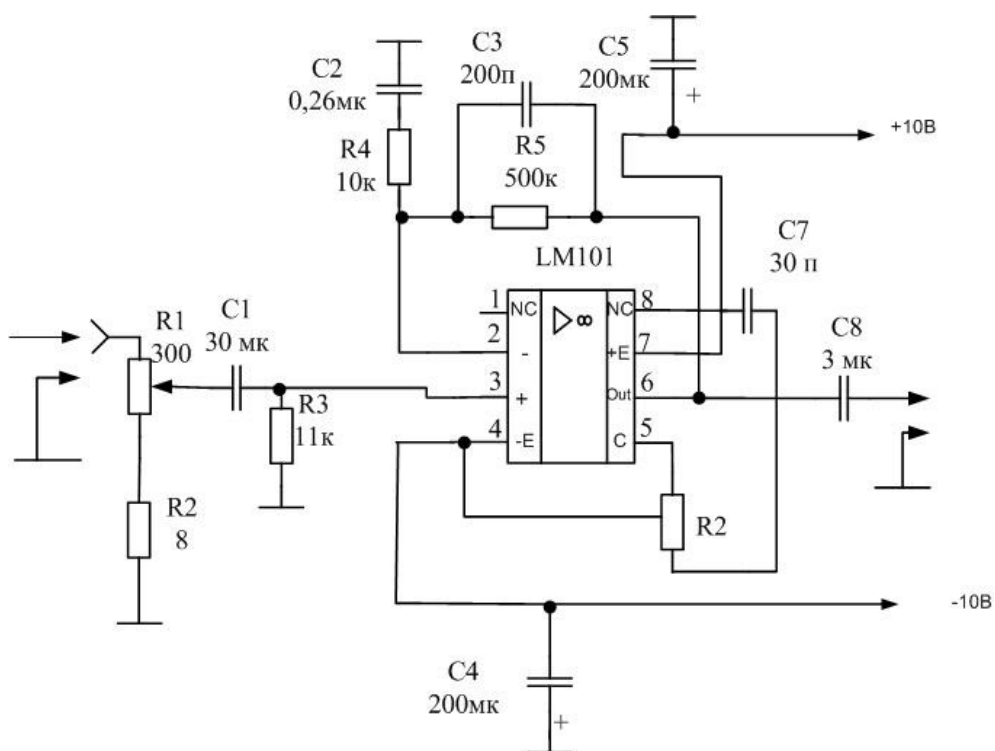 C5
200мк
+
C3
200п
C2
0,26мк
+10В
R4
10к
R5
500к
C7
30 п
LM101
1
NC
∞
NC
8
2
-
+E
7
C8
3 мк
R1
300
C1
30 мк
3
+
Out
6
R3
11к
4
-E
C
5
R2
8
R2
-10В
C4
200мк
+